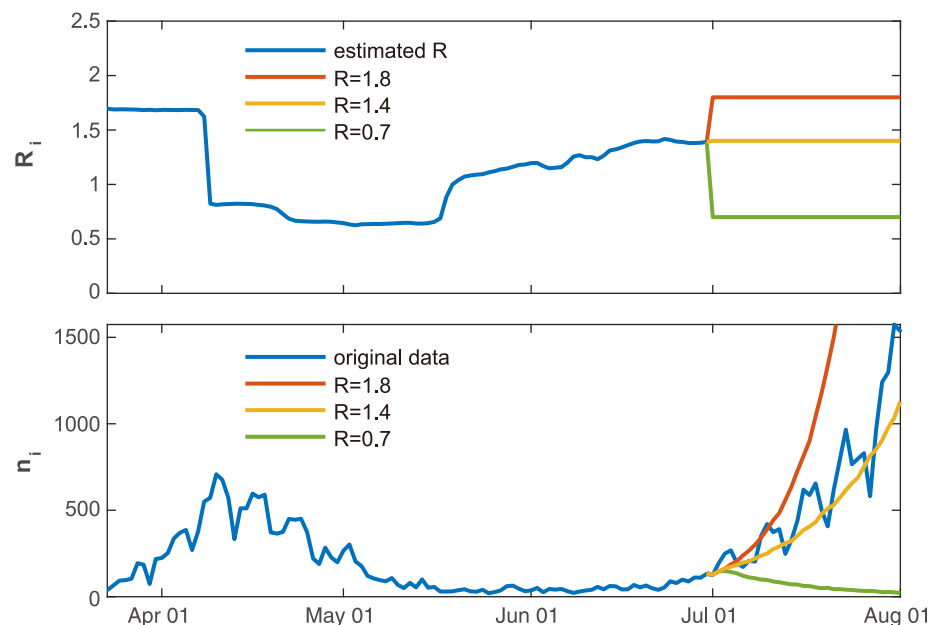 2.5
2
1.5
1
0.5
0
R i
estimated R
R=1.8
R=1.4
R=0.7
1500
1000
500
0
n i
original data
R=1.8
R=1.4
R=0.7
Apr 01 May 01 Jun 01 Jul 01 Aug 01